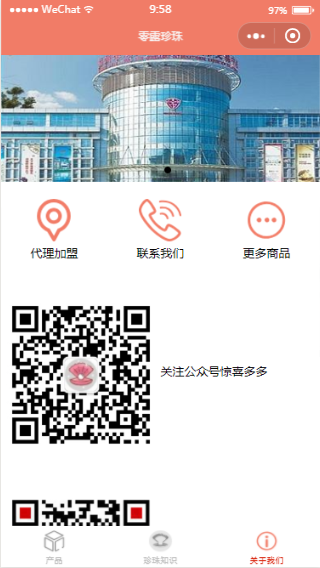 WeChat
9:58
97%
零露珍珠
代理加盟
联系我们
更多商品
关注公众号惊喜多多
产品
珍珠知识
关于我们